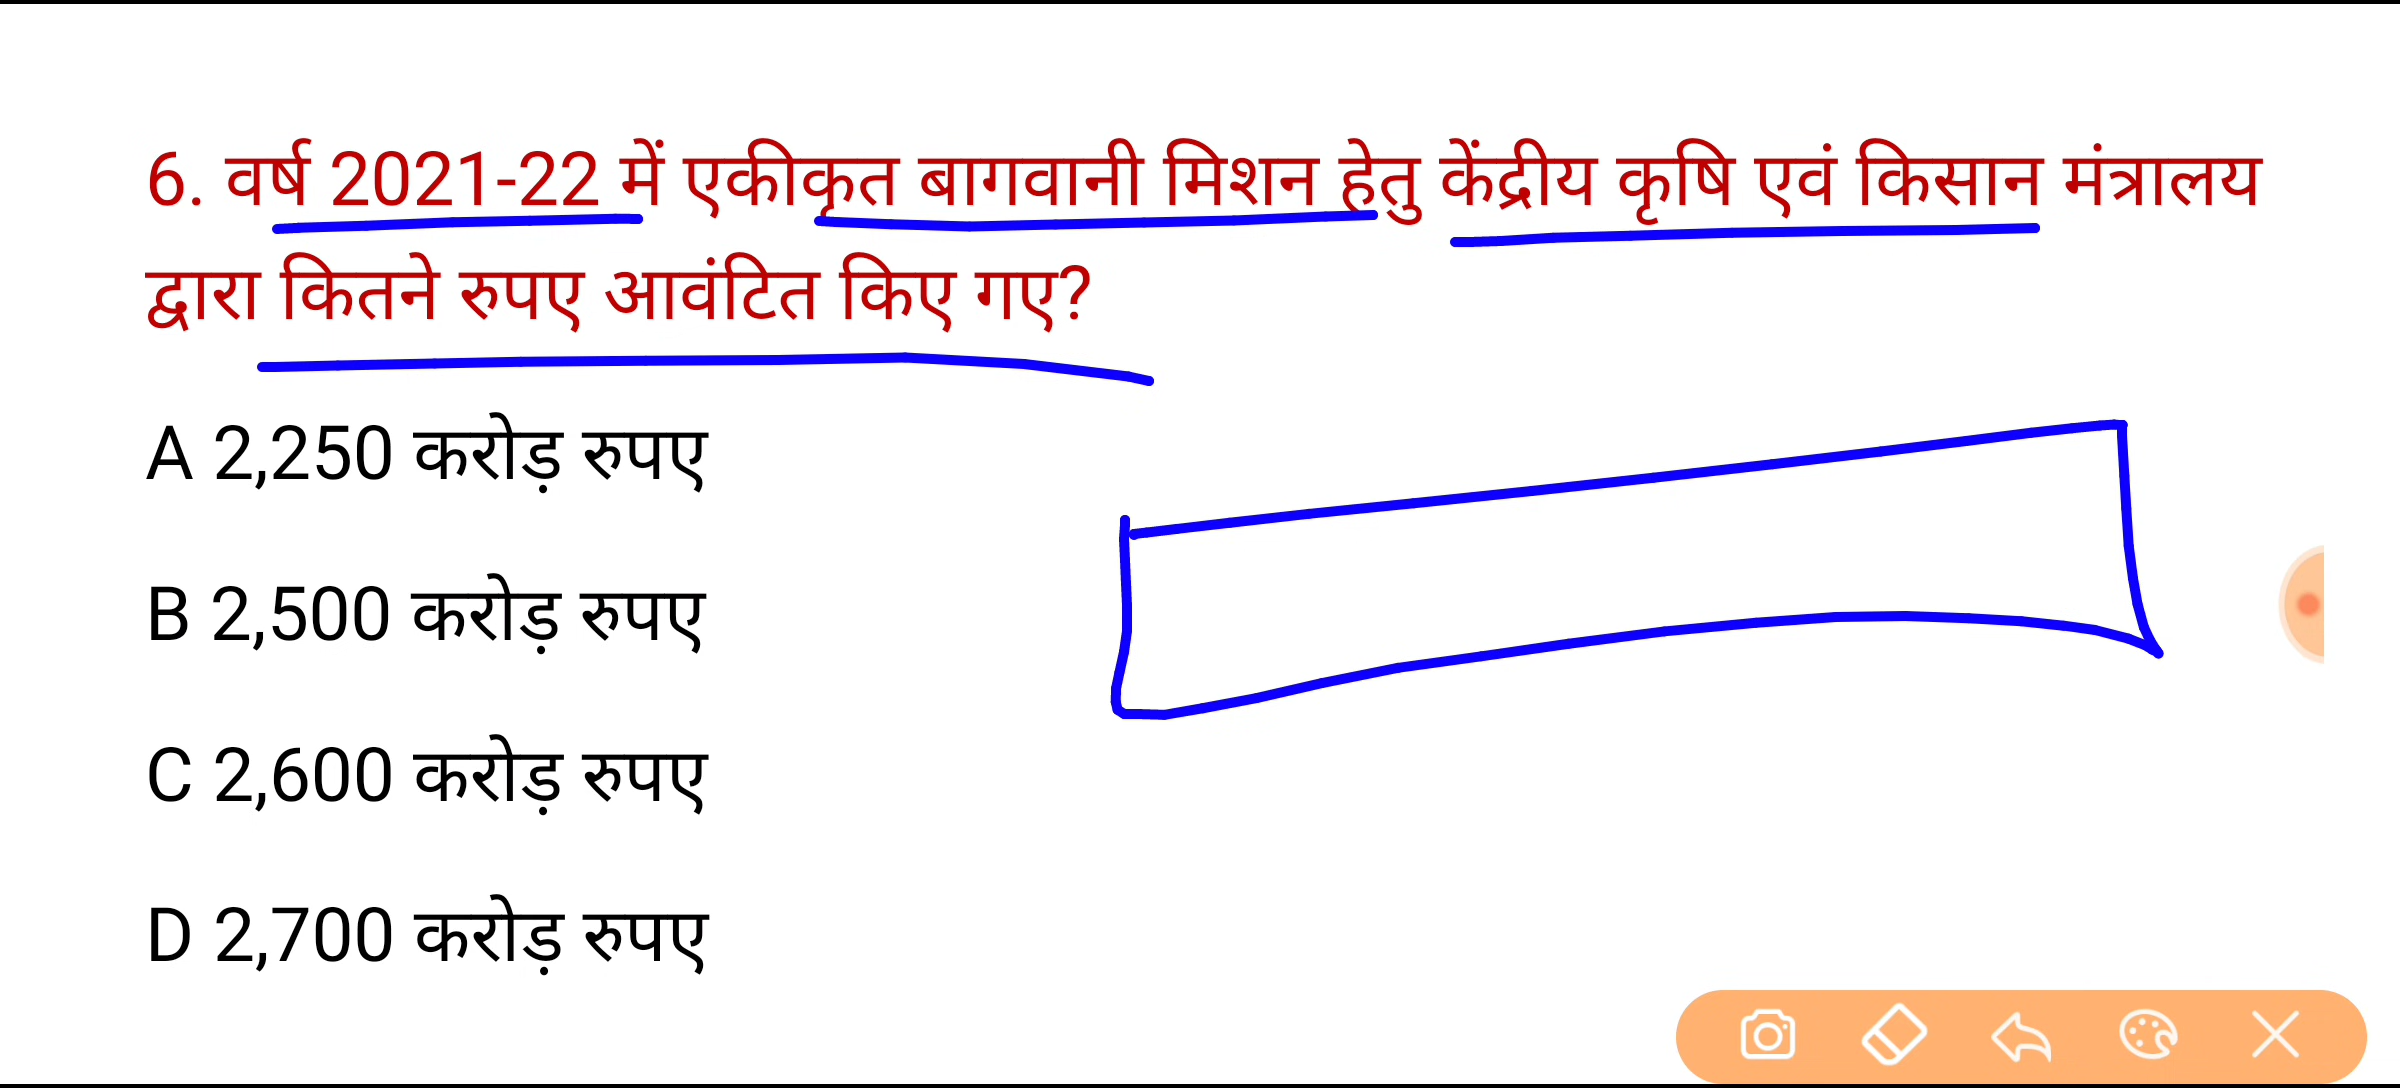 6. वर्ष 2021-22 में एकीकृत बागवानी मिशन हेतु केंद्रीय कृषि एवं किसान मंत्रालय
द्वारा कितने रुपए आवंटित किए गए?
A 2,250 करोड़ रुपए
B 2,500 करोड़ रुपए
C 2,600 करोड़ रुपए
D 2,700 करोड़ रुपए